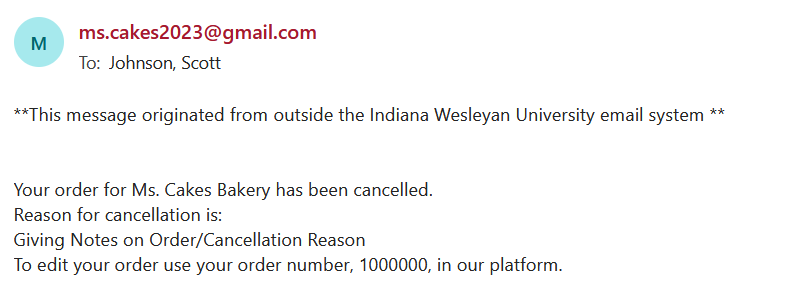 M
ms.cakes2023@gmail.com
To: Johnson, Scott
**This message originated from outside the Indiana Wesleyan University email system **
Your order for Ms. Cakes Bakery has been cancelled.
Reason for cancellation is:
Giving Notes on Order/Cancellation Reason
To edit your order use your order number, 1000000, in our platform.